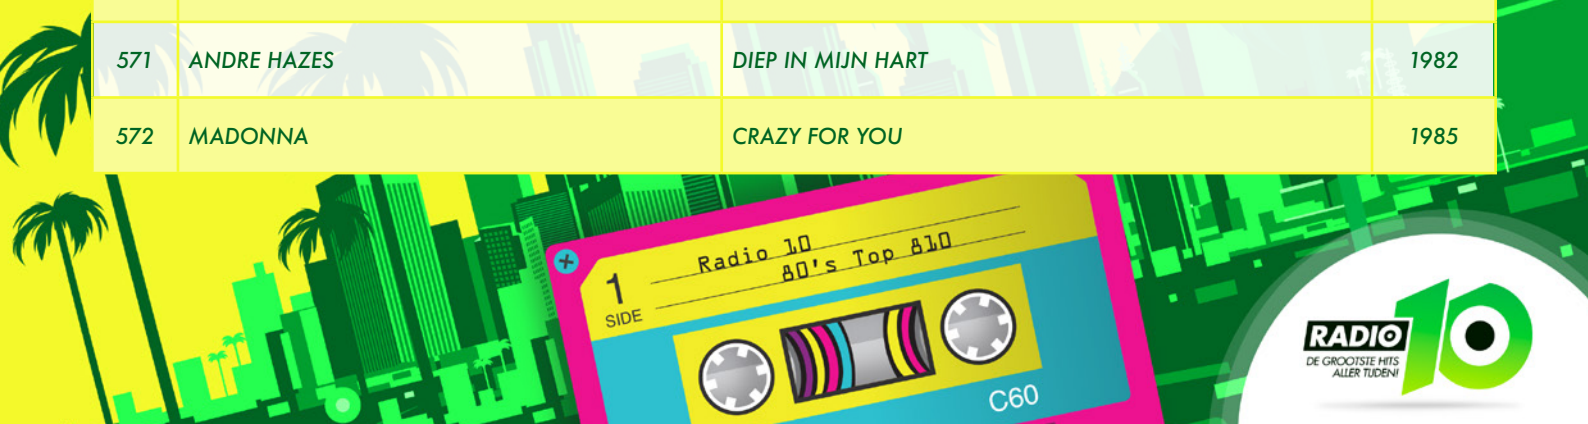 571 ANDRE HAZES DIEP IN MIJN HART 1982
572 MADONNA CRAZY FOR YOU 1985
Radio 10
80's Top 810
1
SIDE
C60
RADIO 10
DE GROOTSTE HITS
ALLER TIJDEN!